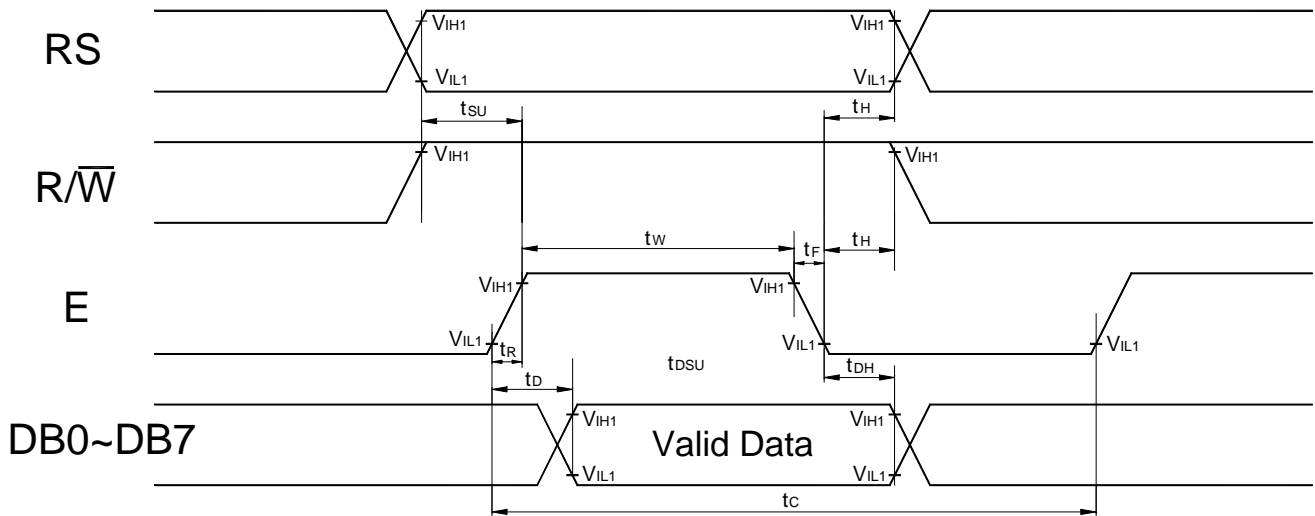 VIH1 VIH1
RS
VIL1 VIL1
tSU tH
VIH1 VIH1
R/W̅
tW tF tH
VIH1 VIH1
E
VIL1 VIL1 VIL1
tR tDSU tDH
tD
VIH1 VIH1
DB0~DB7 Valid Data
VIL1 VIL1
tC